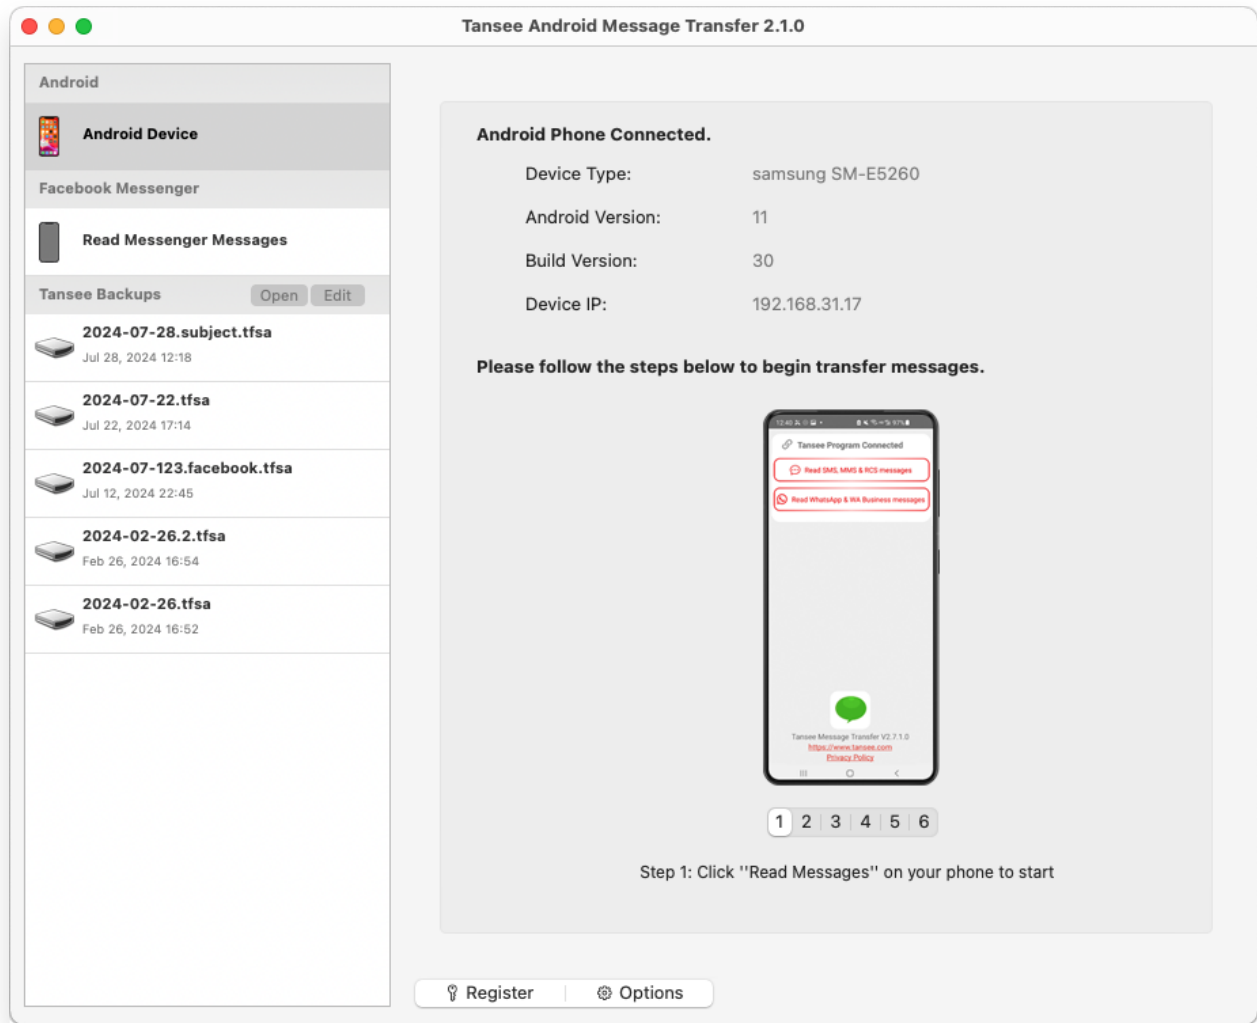 Tansee Android Message Transfer 2.1.0
Android
Android Device
Facebook Messenger
Read Messenger Messages
Tansee Backups Open Edit
2024-07-28.subject.tfsa
Jul 28, 2024 12:18
2024-07-22.tfsa
Jul 22, 2024 17:14
2024-07-123.facebook.tfsa
Jul 12, 2024 22:45
2024-02-26.2.tfsa
Feb 26, 2024 16:54
2024-02-26.tfsa
Feb 26, 2024 16:52
Android Phone Connected.
Device Type: samsung SM-E5260
Android Version: 11
Build Version: 30
Device IP: 192.168.31.17
Please follow the steps below to begin transfer messages.
12:40 97%
Tansee Program Connected
Read SMS, MMS & RCS messages
Read WhatsApp & WA Business messages
Tansee Message Transfer V2.7.1.0
https://www.tansee.com
Privacy Policy
1 2 3 4 5 6
Step 1: Click ''Read Messages'' on your phone to start
Register Options